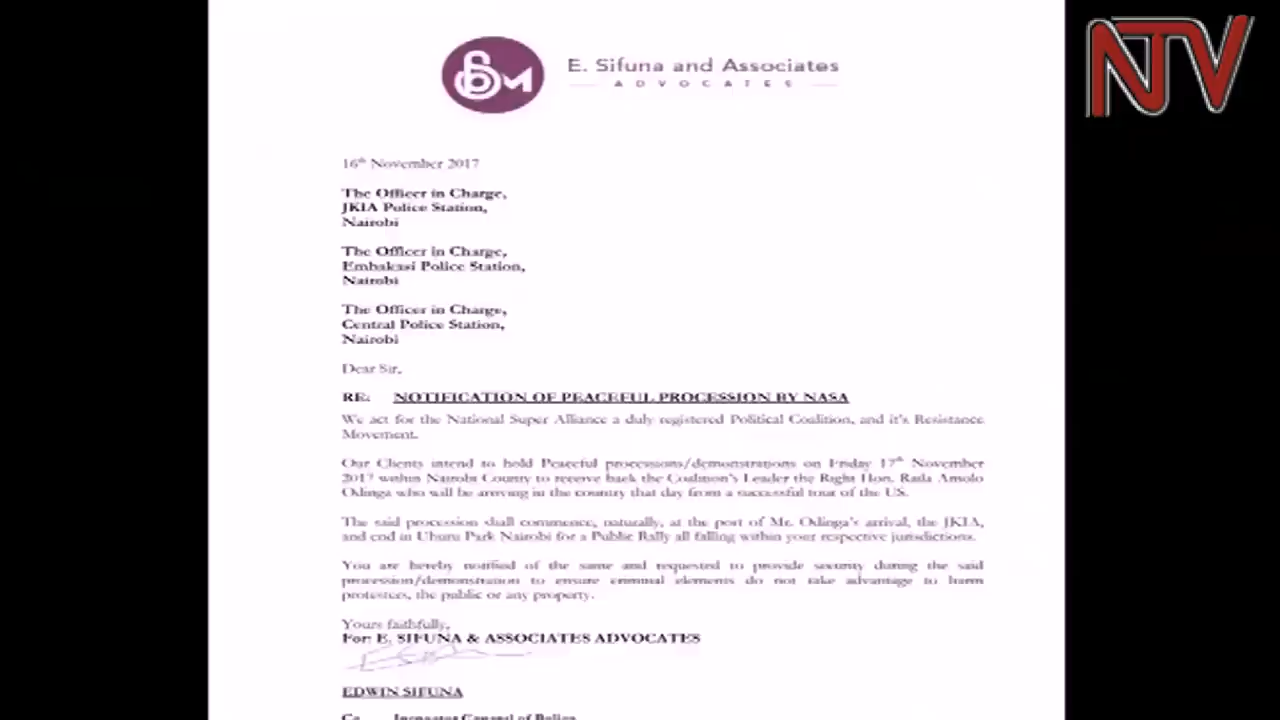 E. Sifuna and Associates
ADVOCATES
NTV
16th November 2017
The Officer in Charge,
JKIA Police Station,
Nairobi
The Officer in Charge,
Embakasi Police Station,
Nairobi
The Officer in Charge,
Central Police Station,
Nairobi
Dear Sir,
RE: NOTIFICATION OF PEACEFUL PROCESSION BY NASA
We act for the National Super Alliance a duly registered Political Coalition, and it's Resistance
Movement.
Our Clients intend to hold Peaceful processions/demonstrations on Friday 17th November
2017 within Nairobi County to receive back the Coalition's Leader the Right Hon. Raila Amolo
Odinga who will be arriving in the country that day from a successful tour of the US.
The said procession shall commence, naturally, at the port of Mr. Odinga's arrival, the JKIA,
and end in Uhuru Park Nairobi for a Public Rally all falling within your respective jurisdictions.
You are hereby notified of the same and requested to provide security during the said
procession/demonstration to ensure criminal elements do not take advantage to harm
protesters, the public or any property.
Yours faithfully,
For: E. SIFUNA & ASSOCIATES ADVOCATES
EDWIN SIFUNA
Cc Inspector General of Police